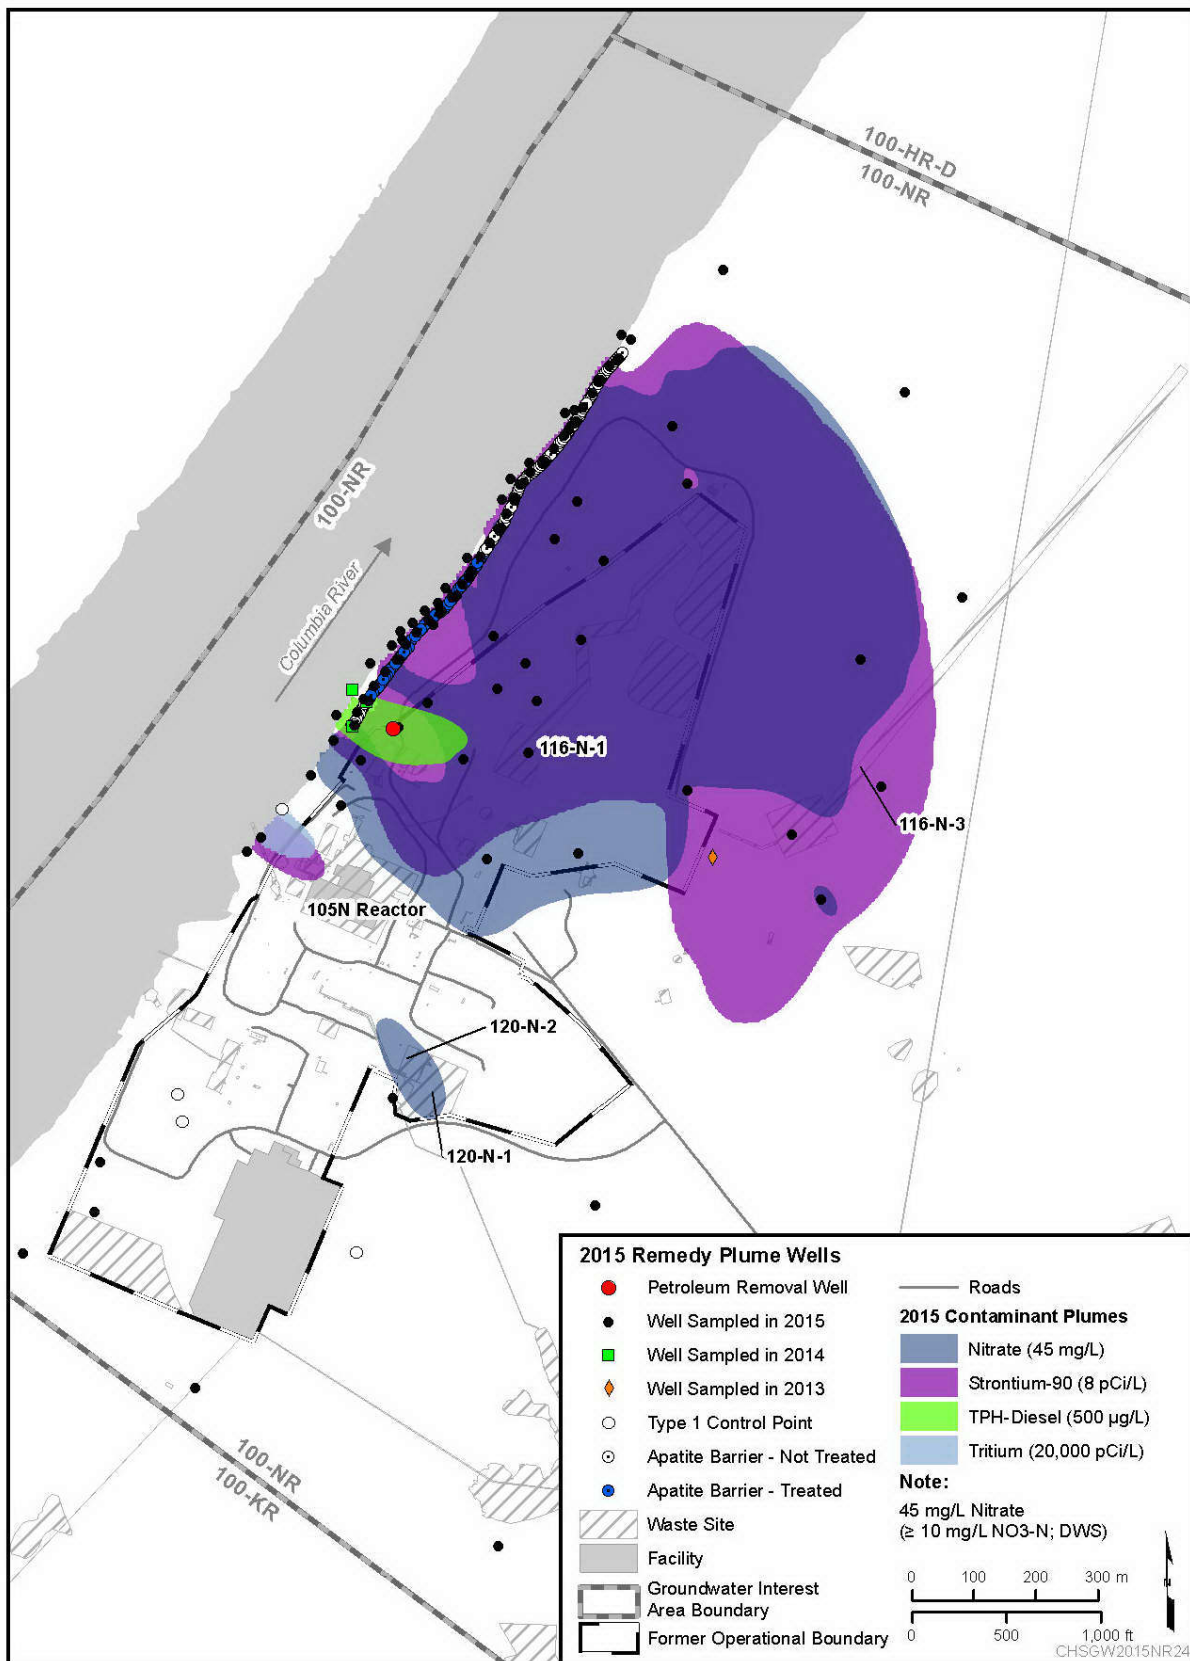 100-HR-D
100-NR
100-NR
Columbia River
116-N-1
116-N-3
105N Reactor
120-N-2
120-N-1
100-NR
100-KR
2015 Remedy Plume Wells
Petroleum Removal Well
Well Sampled in 2015
Well Sampled in 2014
Well Sampled in 2013
Type 1 Control Point
Apatite Barrier - Not Treated
Apatite Barrier - Treated
Waste Site
Facility
Groundwater Interest
Area Boundary
Former Operational Boundary
Roads
2015 Contaminant Plumes
Nitrate (45 mg/L)
Strontium-90 (8 pCi/L)
TPH-Diesel (500 µg/L)
Tritium (20,000 pCi/L)
Note:
45 mg/L Nitrate
(≥ 10 mg/L NO3-N; DWS)
0 100 200 300 m
0 500 1,000 ft
CHSGW2015NR24